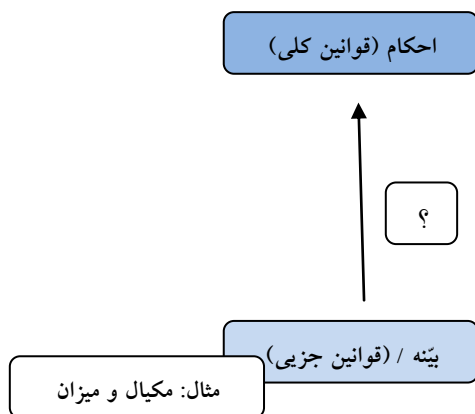 احکام (قوانین کلی)
؟
بیّنه / (قوانین جزیی)
مثال: مکیال و میزان